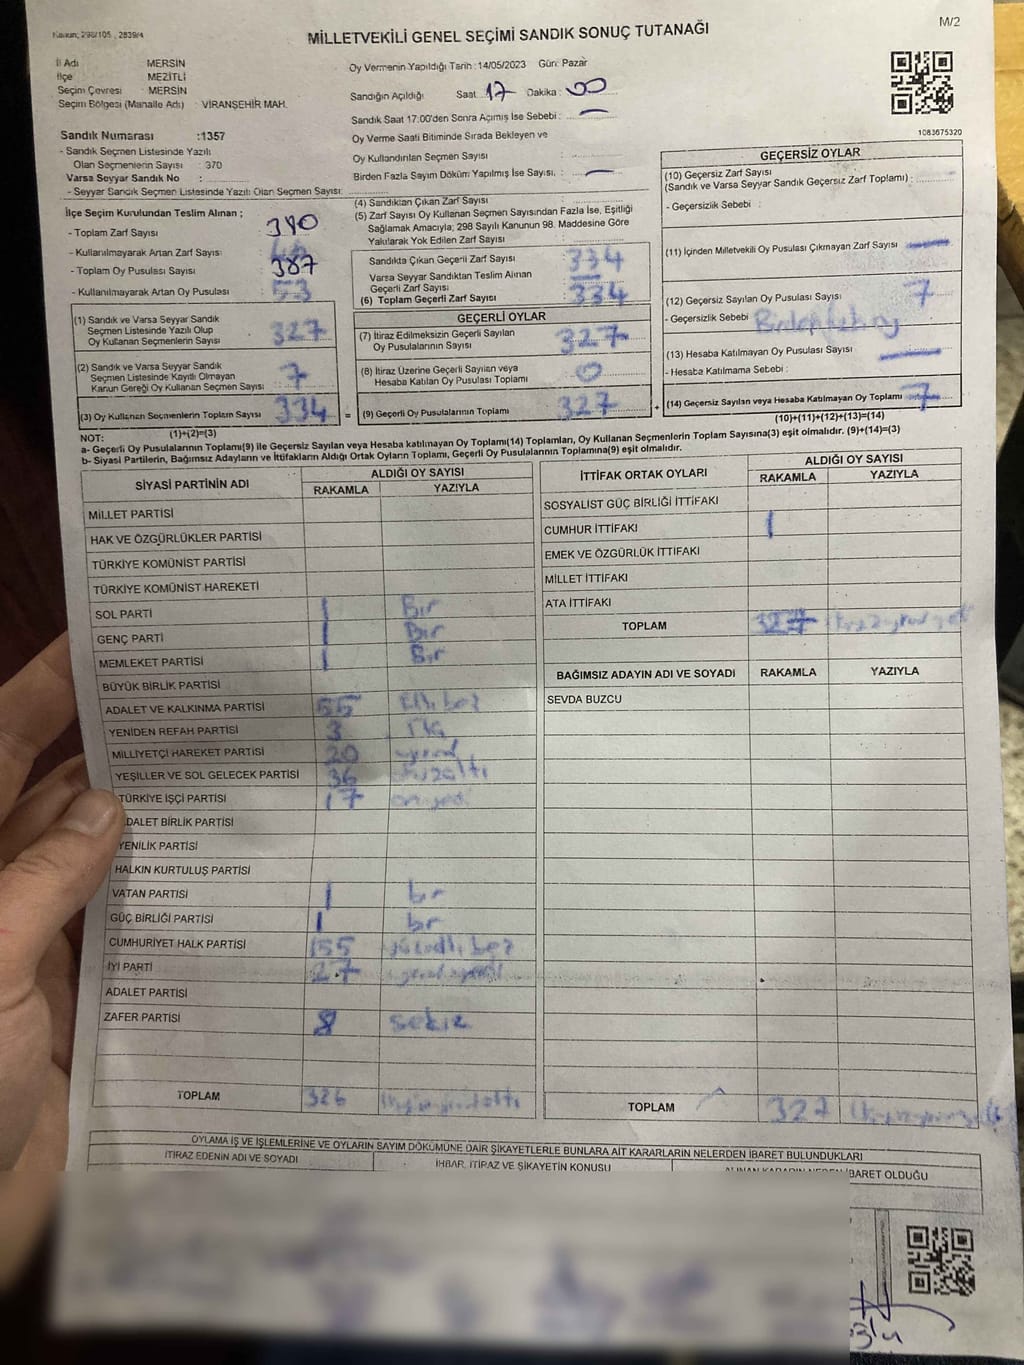 Kanun; 298/105 , 2839/4
MİLLETVEKİLİ GENEL SEÇİMİ SANDIK SONUÇ TUTANAĞI
M/2
İl Adı MERSİN
İlçe MEZİTLİ
Seçim Çevresi : MERSİN
Seçim Bölgesi (Mahalle Adı) : VİRANŞEHİR MAH.
Sandık Numarası :1357
- Sandık Seçmen Listesinde Yazılı
Olan Seçmenlerin Sayısı : 370
Varsa Seyyar Sandık No :
- Seyyar Sandık Seçmen Listesinde Yazılı Olan Seçmen Sayısı:
Oy Vermenin Yapıldığı Tarih : 14/05/2023 Gün: Pazar
Sandığın Açıldığı Saat 17 Dakika : 00
Sandık Saat 17:00'den Sonra Açımış İse Sebebi :
Oy Verme Saati Bitiminde Sırada Bekleyen ve
Oy Kullandırılan Seçmen Sayısı :
Birden Fazla Sayım Döküm Yapılmış İse Sayısı. : —
1083675320
İlçe Seçim Kurulundan Teslim Alınan ;
- Toplam Zarf Sayısı: 380
- Kullanılmayarak Artan Zarf Sayısı:
- Toplam Oy Pusulası Sayısı 387
- Kullanılmayarak Artan Oy Pusulası 53
(1) Sandık ve Varsa Seyyar Sandık
Seçmen Listesinde Yazılı Olup
Oy Kullanan Seçmenlerin Sayısı : 327
(2) Sandık ve Varsa Seyyar Sandık
Seçmen Listesinde Kayıtlı Olmayan
Kanun Gereği Oy Kullanan Seçmen Sayısı : 7
(3) Oy Kullanan Seçmenlerin Toplam Sayısı 334
(1)+(2)=(3)
(4) Sandıktan Çıkan Zarf Sayısı :
(5) Zarf Sayısı Oy Kullanan Seçmen Sayısından Fazla İse, Eşitliği
Sağlamak Amacıyla; 298 Sayılı Kanunun 98. Maddesine Göre
Yakılarak Yok Edilen Zarf Sayısı :
Sandıkta Çıkan Geçerli Zarf Sayısı : 334
Varsa Seyyar Sandıktan Teslim Alınan
Geçerli Zarf Sayısı : —
(6) Toplam Geçerli Zarf Sayısı : 334
GEÇERLİ OYLAR
(7) İtiraz Edilmeksizin Geçerli Sayılan
Oy Pusulalarının Sayısı : 327
(8) İtiraz Üzerine Geçerli Sayılan veya
Hesaba Katılan Oy Pusulası Toplamı : 0
= (9) Geçerli Oy Pusulalarının Toplamı : 327
GEÇERSİZ OYLAR
(10) Geçersiz Zarf Sayısı
(Sandık ve Varsa Seyyar Sandık Geçersiz Zarf Toplamı) :
- Geçersizlik Sebebi :
(11) İçinden Milletvekili Oy Pusulası Çıkmayan Zarf Sayısı —
(12) Geçersiz Sayılan Oy Pusulası Sayısı 7
- Geçersizlik Sebebi
(13) Hesaba Katılmayan Oy Pusulası Sayısı —
- Hesaba Katılmama Sebebi :
+ (14) Geçersiz Sayılan veya Hesaba Katılmayan Oy Toplamı 7
(10)+(11)+(12)+(13)=(14)
NOT:
a- Geçerli Oy Pusulalarının Toplamı(9) ile Geçersiz Sayılan veya Hesaba katılmayan Oy Toplamı(14) Toplamları, Oy Kullanan Seçmenlerin Toplam Sayısına(3) eşit olmalıdır. (9)+(14)=(3)
b- Siyasi Partilerin, Bağımsız Adayların ve İttifakların Aldığı Ortak Oyların Toplamı, Geçerli Oy Pusulalarının Toplamına(9) eşit olmalıdır.
SİYASİ PARTİNİN ADI
ALDIĞI OY SAYISI
RAKAMLA YAZIYLA
MİLLET PARTİSİ
HAK VE ÖZGÜRLÜKLER PARTİSİ
TÜRKİYE KOMÜNİST PARTİSİ
TÜRKİYE KOMÜNİST HAREKETİ
SOL PARTİ 1 Bir
GENÇ PARTİ 1 Bir
MEMLEKET PARTİSİ 1 Bir
BÜYÜK BİRLİK PARTİSİ
ADALET VE KALKINMA PARTİSİ 55 Elli beş
YENİDEN REFAH PARTİSİ 3
MİLLİYETÇİ HAREKET PARTİSİ 20 yirmi
YEŞİLLER VE SOL GELECEK PARTİSİ 36 otuzaltı
TÜRKİYE İŞÇİ PARTİSİ 17 onyedi
DALET BİRLİK PARTİSİ
YENİLİK PARTİSİ
HALKIN KURTULUŞ PARTİSİ
VATAN PARTİSİ 1 bir
GÜÇ BİRLİĞİ PARTİSİ 1 bir
CUMHURİYET HALK PARTİSİ 155 yüzelli beş
İYİ PARTİ 27
ADALET PARTİSİ
ZAFER PARTİSİ 8 sekiz
TOPLAM 326
İTTİFAK ORTAK OYLARI
ALDIĞI OY SAYISI
RAKAMLA YAZIYLA
SOSYALİST GÜÇ BİRLİĞİ İTTİFAKI
CUMHUR İTTİFAKI 1
EMEK VE ÖZGÜRLÜK İTTİFAKI
MİLLET İTTİFAKI
ATA İTTİFAKI
TOPLAM 327
BAĞIMSIZ ADAYIN ADI VE SOYADI RAKAMLA YAZIYLA
SEVDA BUZCU
TOPLAM 327
OYLAMA İŞ VE İŞLEMLERİNE VE OYLARIN SAYIM DÖKÜMÜNE DAİR ŞİKAYETLERLE BUNLARA AİT KARARLARIN NELERDEN İBARET BULUNDUKLARI
İTİRAZ EDENİN ADI VE SOYADI
İHBAR, İTİRAZ VE ŞİKAYETİN KONUSU
İBARET OLDUĞU